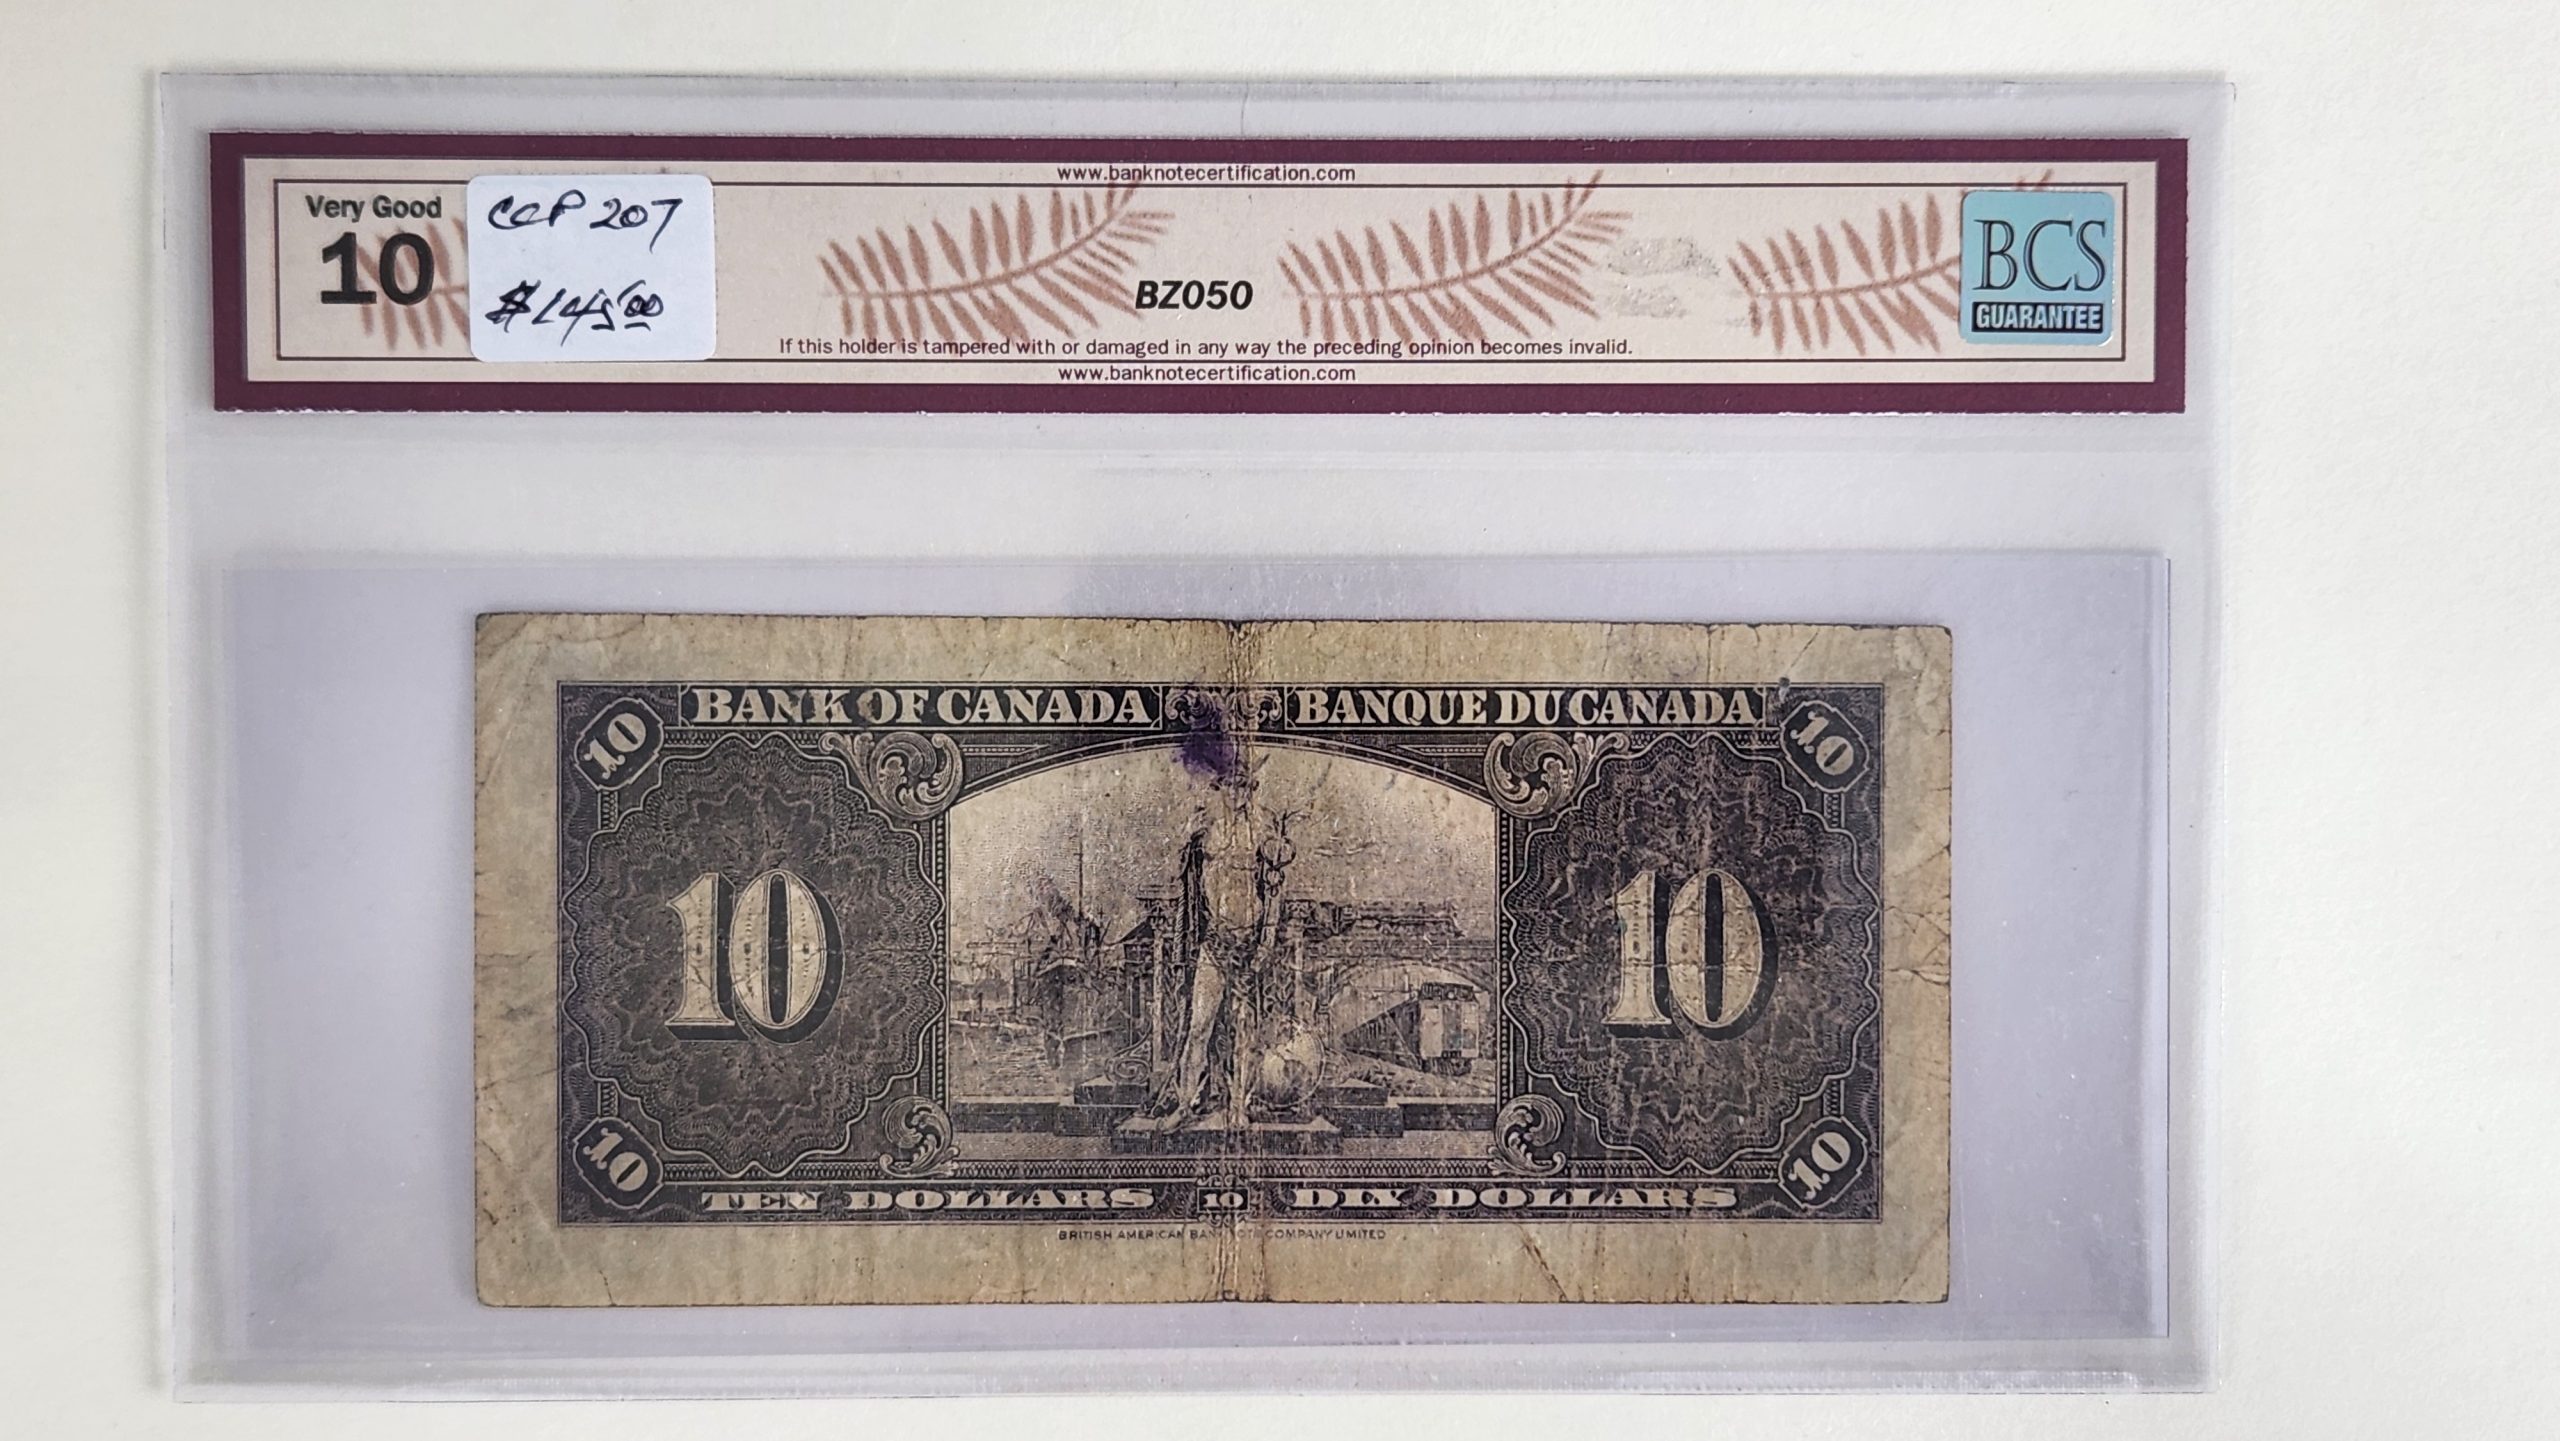 www.banknotecertification.com
Very Good
10
CCP 207
$145.00
BZ050
BCS
GUARANTEE
If this holder is tampered with or damaged in any way the preceding opinion becomes invalid.
www.banknotecertification.com
10 BANK OF CANADA BANQUE DU CANADA 10
10 10
10 TEN DOLLARS 10 DIX DOLLARS 10
BRITISH AMERICAN BANK NOTE COMPANY LIMITED